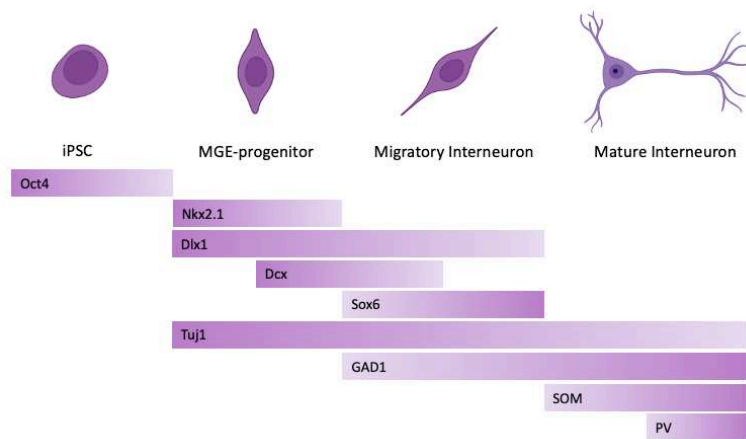 iPSC
MGE-progenitor
Migratory Interneuron
Mature Interneuron
Oct4
Nkx2.1
Dlx1
Dcx
Sox6
Tuj1
GAD1
SOM
PV